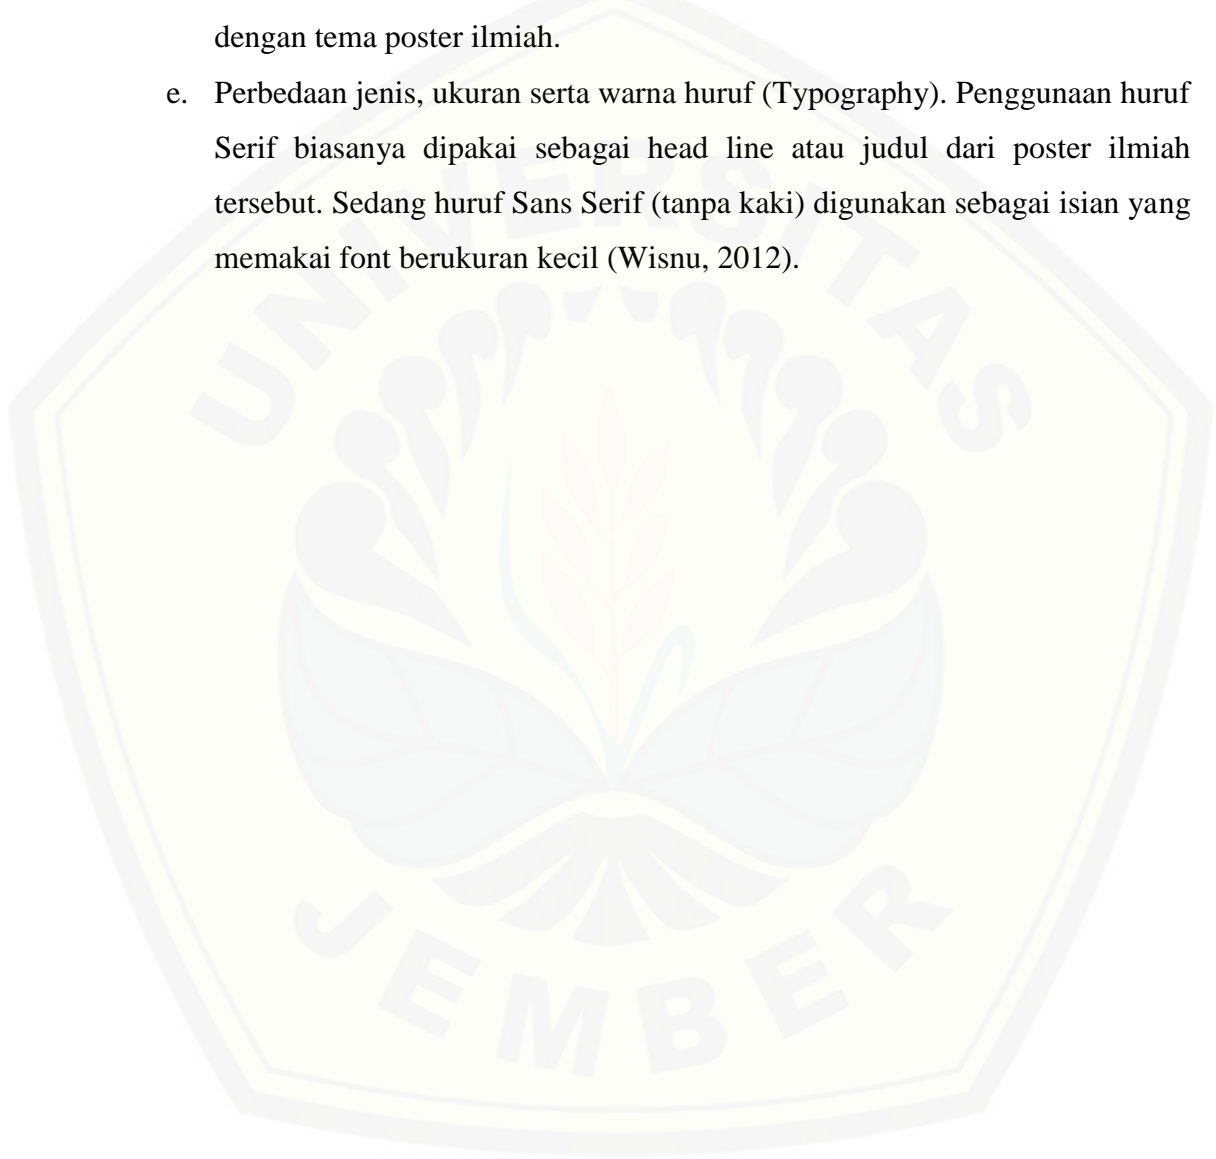 dengan tema poster ilmiah.
e. Perbedaan jenis, ukuran serta warna huruf (Typography). Penggunaan huruf
Serif biasanya dipakai sebagai head line atau judul dari poster ilmiah
tersebut. Sedang huruf Sans Serif (tanpa kaki) digunakan sebagai isian yang
memakai font berukuran kecil (Wisnu, 2012).
UNIVERSITAS
JEMBER